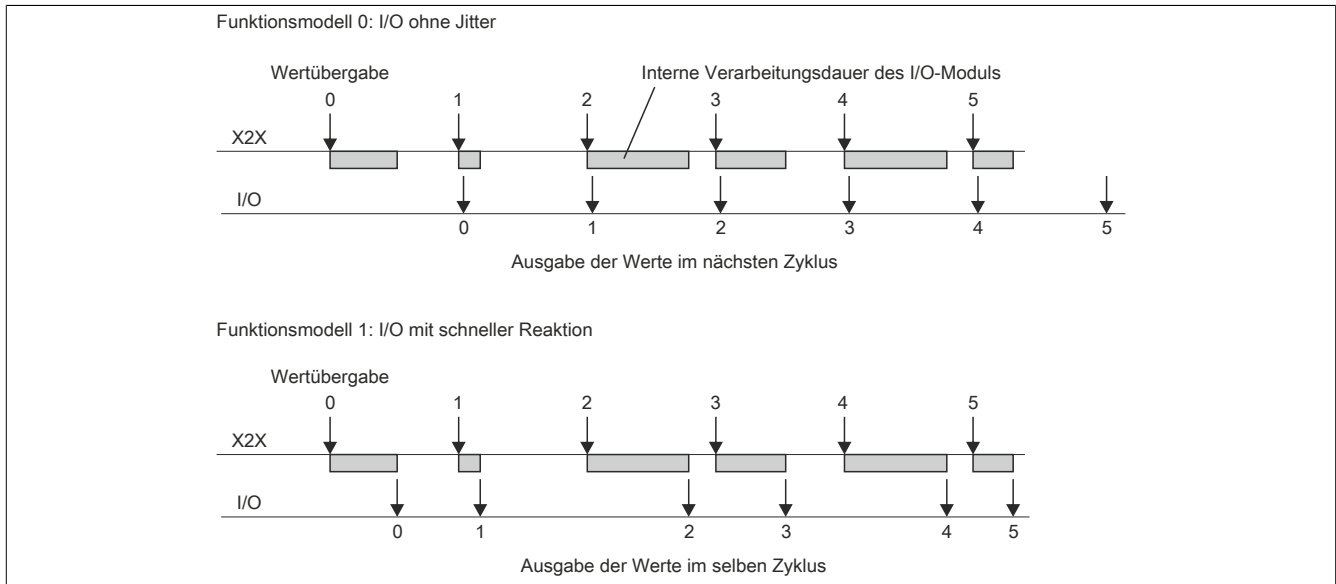 Funktionsmodell 0: I/O ohne Jitter
Wertübergabe Interne Verarbeitungsdauer des I/O-Moduls
0 1 2 3 4 5
X2X
I/O
0 1 2 3 4 5
Ausgabe der Werte im nächsten Zyklus
Funktionsmodell 1: I/O mit schneller Reaktion
Wertübergabe
0 1 2 3 4 5
X2X
I/O
0 1 2 3 4 5
Ausgabe der Werte im selben Zyklus